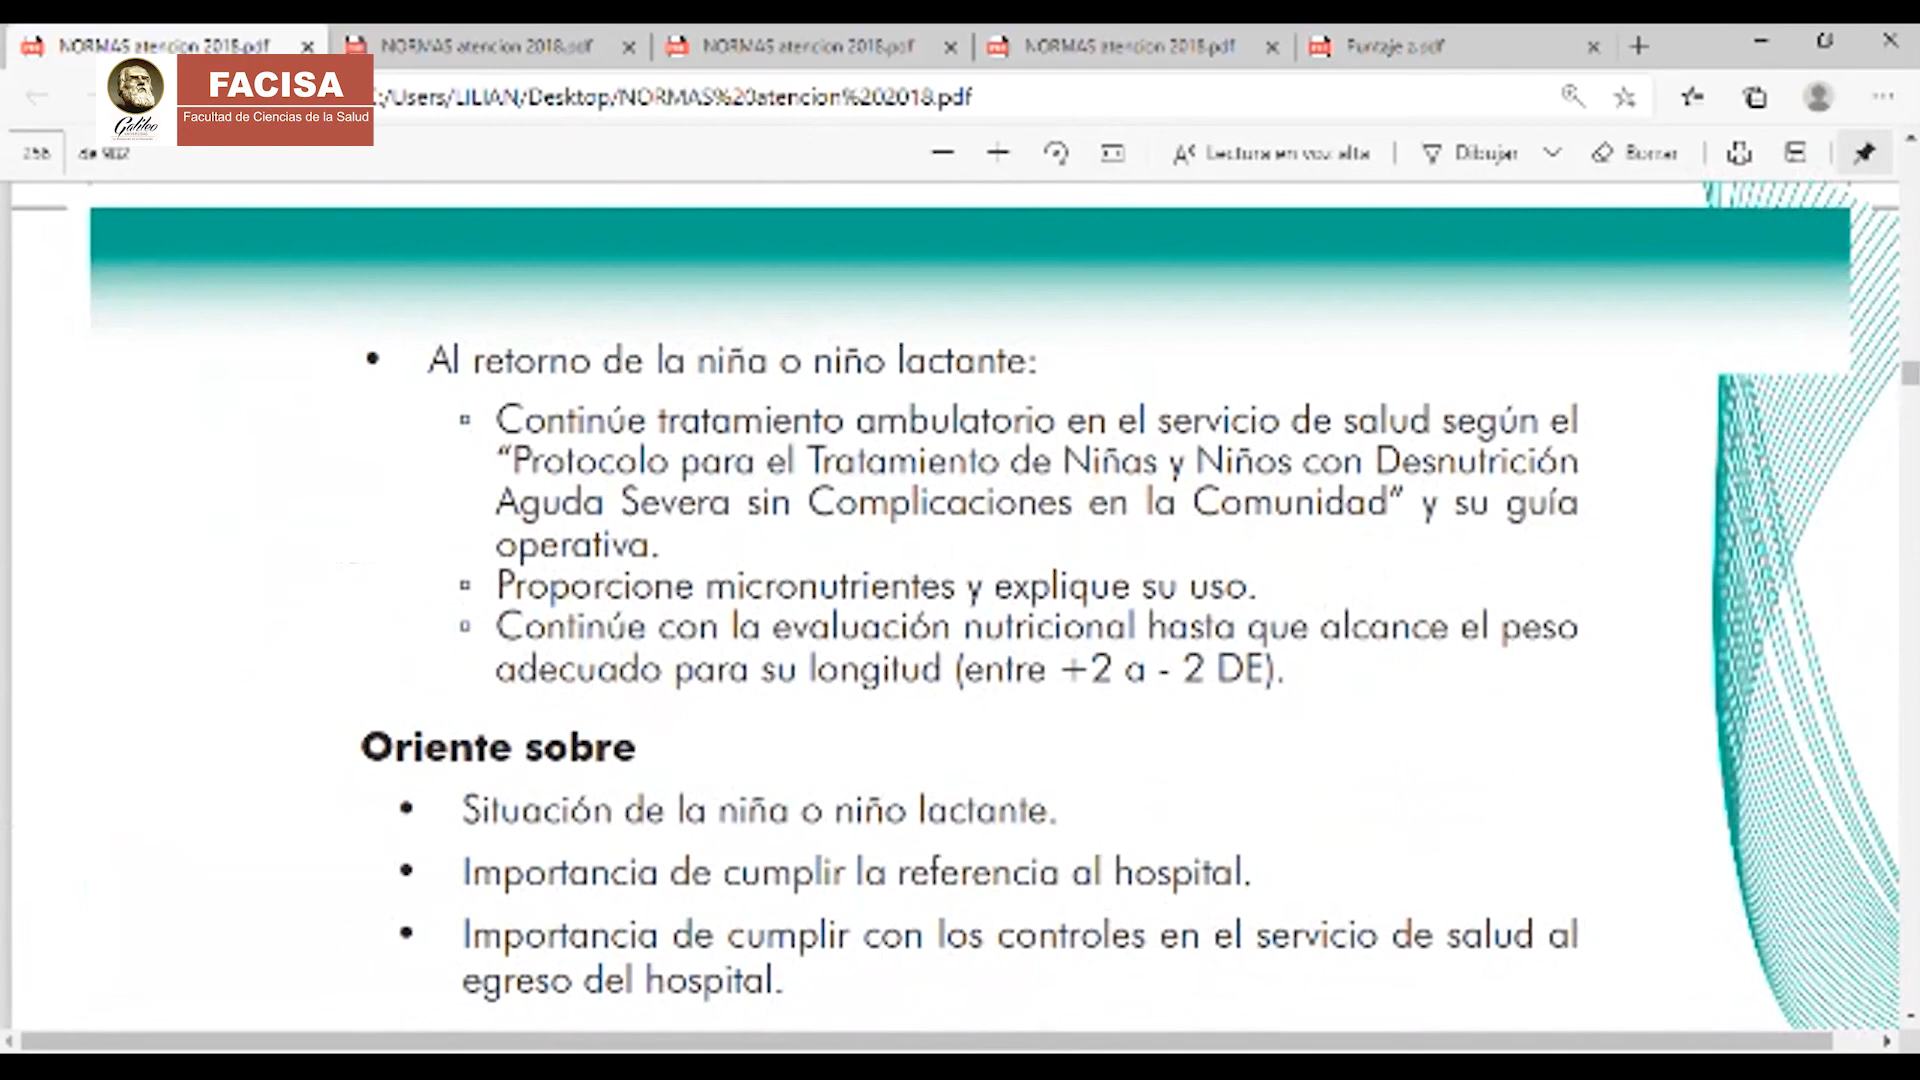 NORMAS atencion 2018.pdf
NORMAS atencion 2018.pdf
NORMAS atencion 2018.pdf
NORMAS atencion 2018.pdf
Puntaje z.pdf
FACISA
Facultad de Ciencias de la Salud
Galileo
:/Users/LILIAN/Desktop/NORMAS%20atencion%202018.pdf
256 de 902
Lectura en voz alta
Dibujar
Borrar
• Al retorno de la niña o niño lactante:
▫ Continúe tratamiento ambulatorio en el servicio de salud según el
“Protocolo para el Tratamiento de Niñas y Niños con Desnutrición
Aguda Severa sin Complicaciones en la Comunidad” y su guía
operativa.
▫ Proporcione micronutrientes y explique su uso.
▫ Continúe con la evaluación nutricional hasta que alcance el peso
adecuado para su longitud (entre +2 a - 2 DE).
Oriente sobre
• Situación de la niña o niño lactante.
• Importancia de cumplir la referencia al hospital.
• Importancia de cumplir con los controles en el servicio de salud al
egreso del hospital.